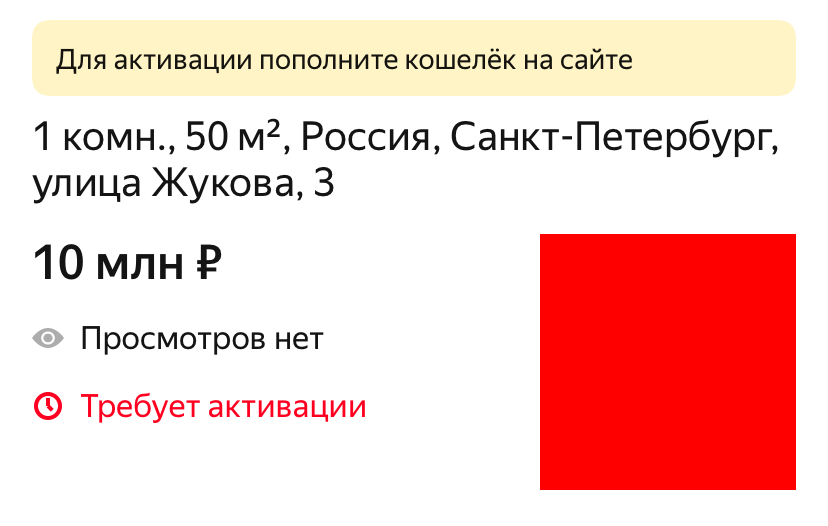 Для активации пополните кошелёк на сайте
1 комн., 50 м², Россия, Санкт-Петербург,
улица Жукова, 3
10 млн ₽
Просмотров нет
Требует активации